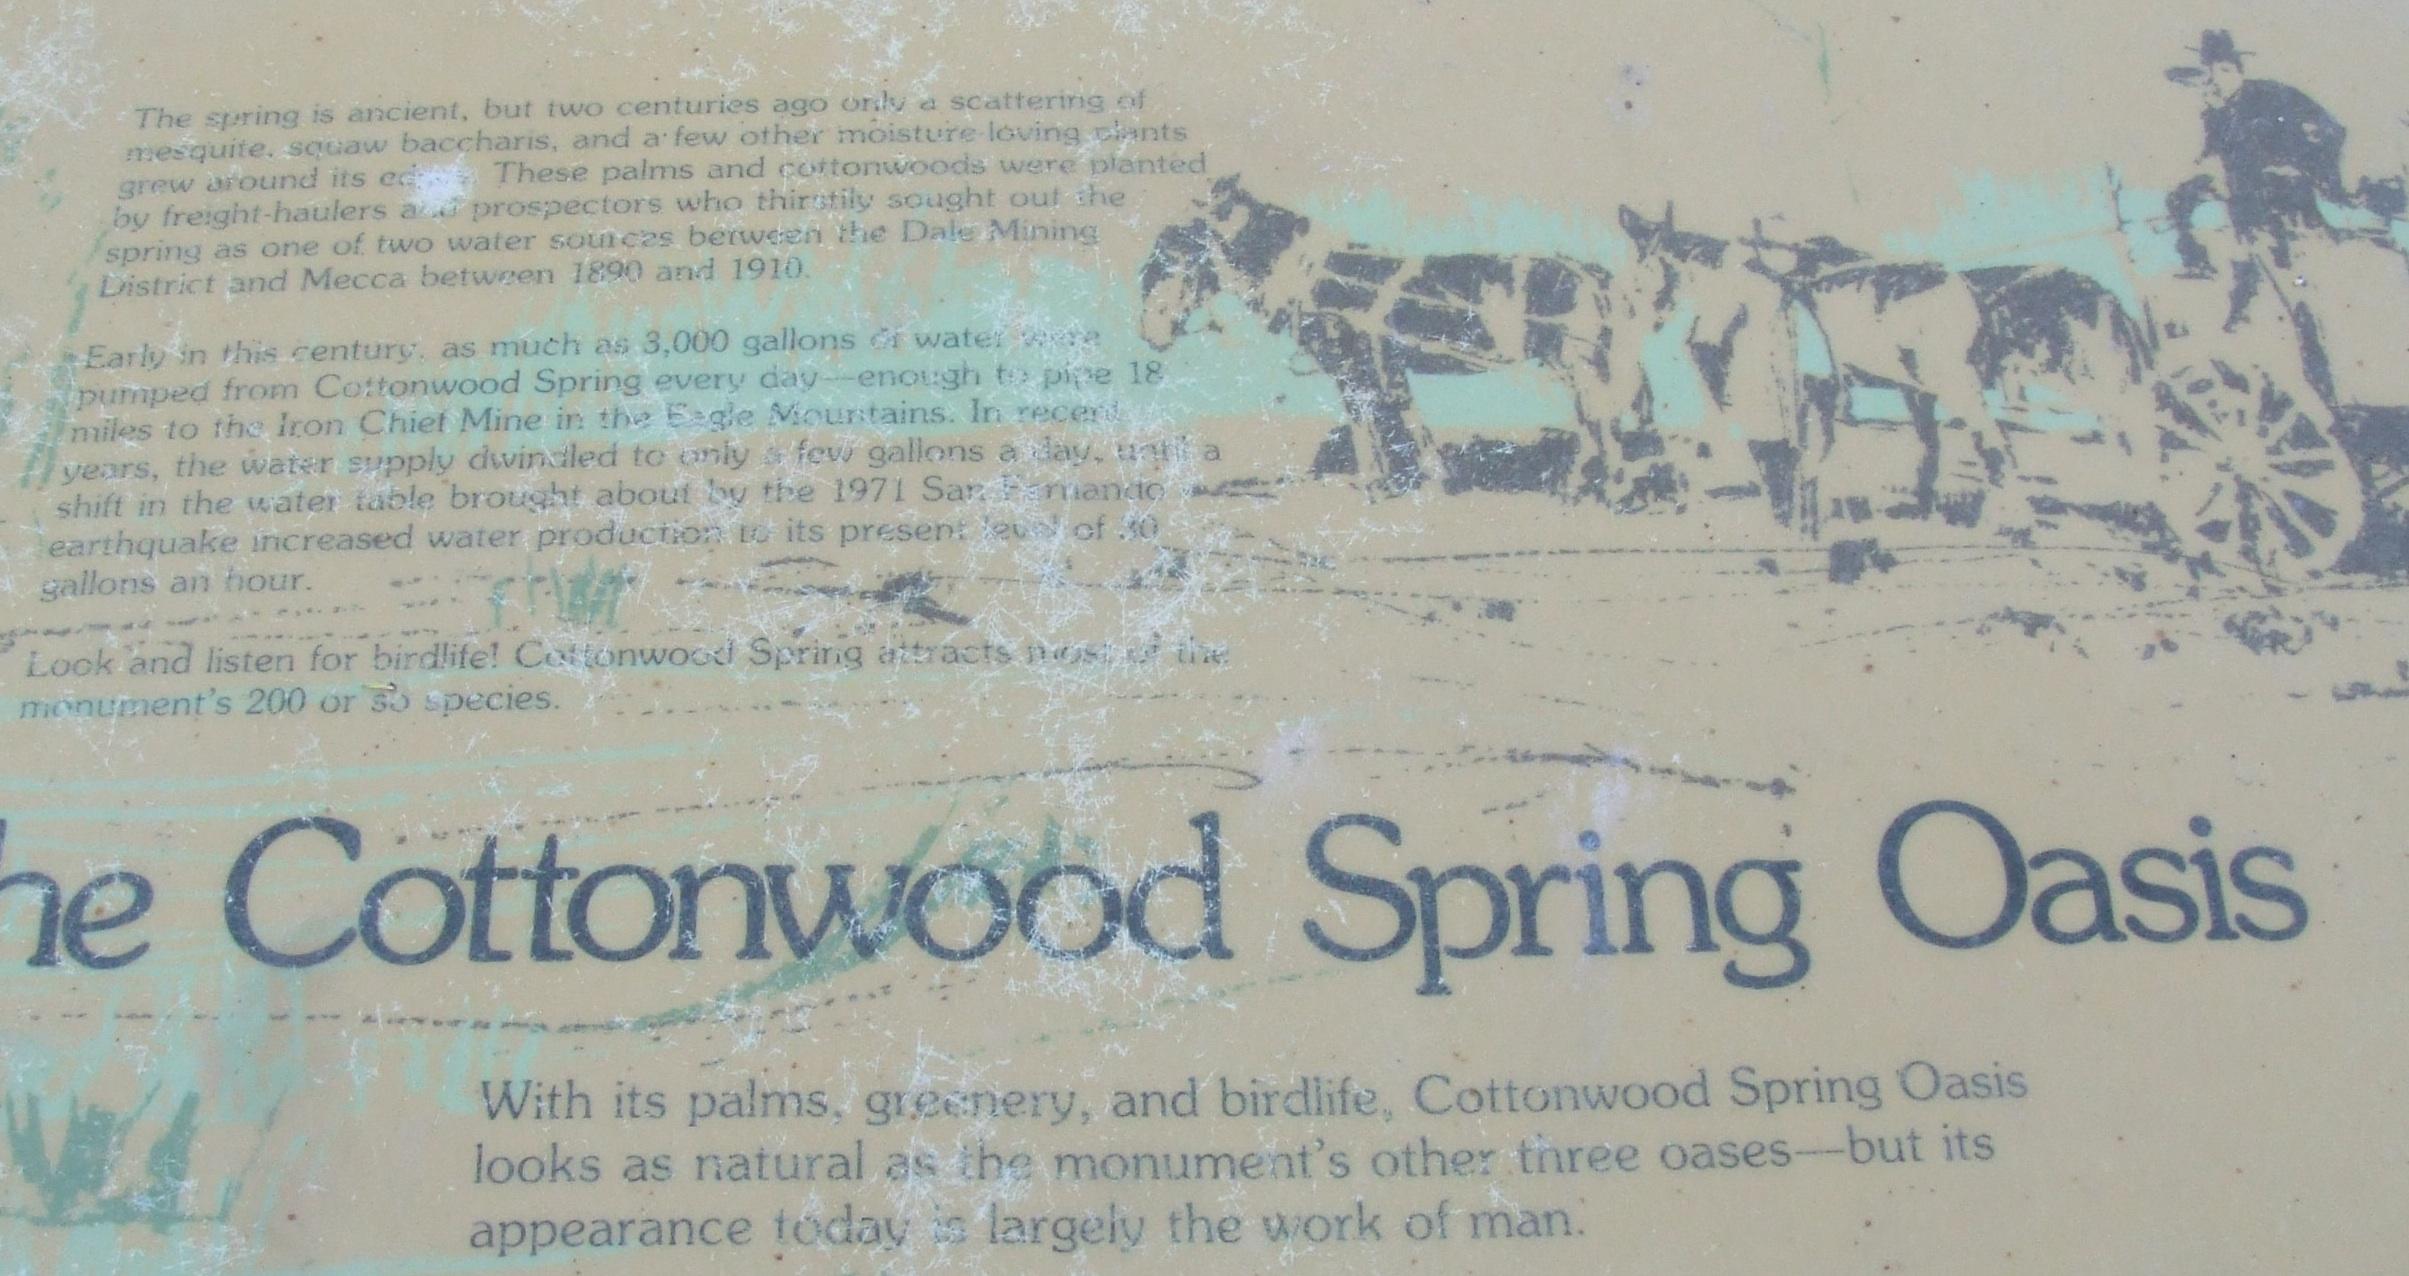 The spring is ancient, but two centuries ago only a scattering of
mesquite, squaw baccharis, and a few other moisture-loving plants
grew around its edges. These palms and cottonwoods were planted
by freight-haulers and prospectors who thirstily sought out the
spring as one of two water sources between the Dale Mining
District and Mecca between 1890 and 1910.
Early in this century, as much as 3,000 gallons of water were
pumped from Cottonwood Spring every day—enough to pipe 18
miles to the Iron Chief Mine in the Eagle Mountains. In recent
years, the water supply dwindled to only a few gallons a day, until a
shift in the water table brought about by the 1971 San Fernando
earthquake increased water production to its present level of 30
gallons an hour.
Look and listen for birdlife! Cottonwood Spring attracts most of the
monument's 200 or so species.
he Cottonwood Spring Oasis
With its palms, greenery, and birdlife, Cottonwood Spring Oasis
looks as natural as the monument's other three oases—but its
appearance today is largely the work of man.